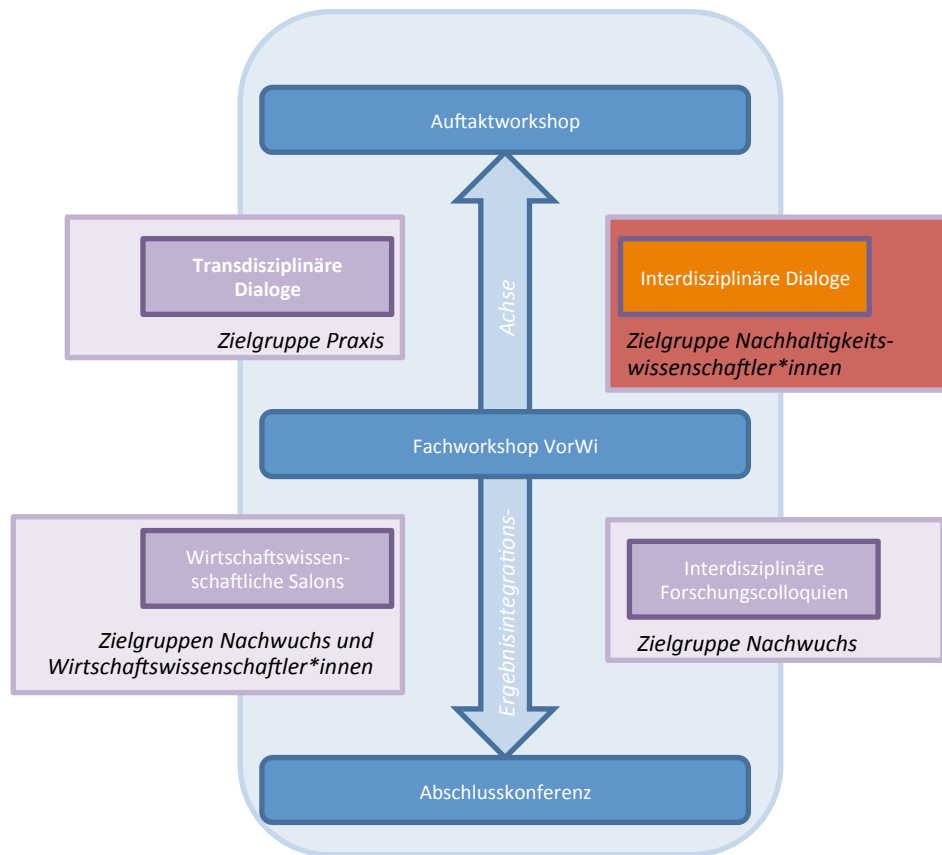 Auftaktworkshop
Transdisziplinäre
Dialoge
Zielgruppe Praxis
Achse
Interdisziplinäre Dialoge
Zielgruppe Nachhaltigkeits-
wissenschaftler*innen
Fachworkshop VorWi
Wirtschaftswissen-
schaftliche Salons
Zielgruppen Nachwuchs und
Wirtschaftswissenschaftler*innen
Ergebnisintegrations-
Interdisziplinäre
Forschungscolloquien
Zielgruppe Nachwuchs
Abschlusskonferenz